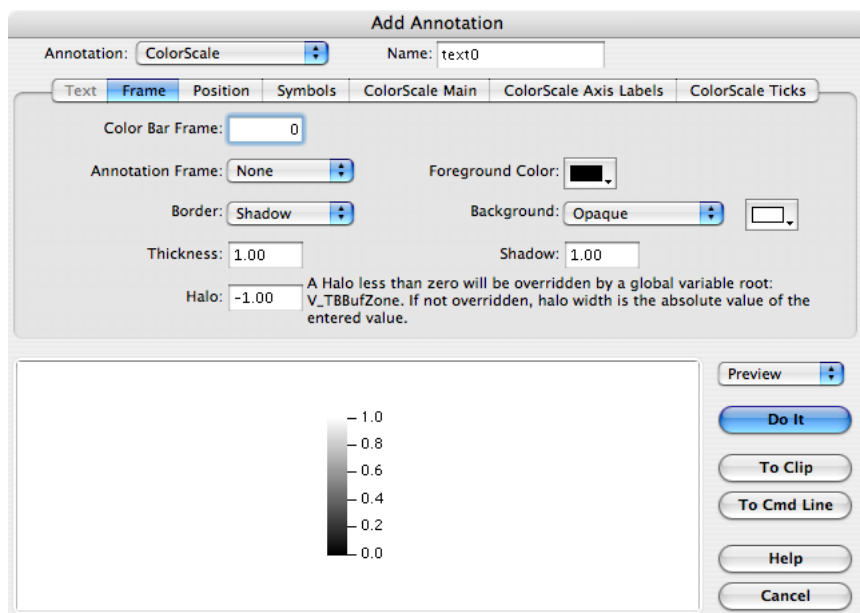 Add Annotation
Annotation: ColorScale Name: text0
Text Frame Position Symbols ColorScale Main ColorScale Axis Labels ColorScale Ticks
Color Bar Frame: 0
Annotation Frame: None Foreground Color:
Border: Shadow Background: Opaque
Thickness: 1.00 Shadow: 1.00
Halo: -1.00
A Halo less than zero will be overridden by a global variable root:
V_TBBufZone. If not overridden, halo width is the absolute value of the
entered value.
Preview
Do It
To Clip
To Cmd Line
Help
Cancel
1.0
0.8
0.6
0.4
0.2
0.0